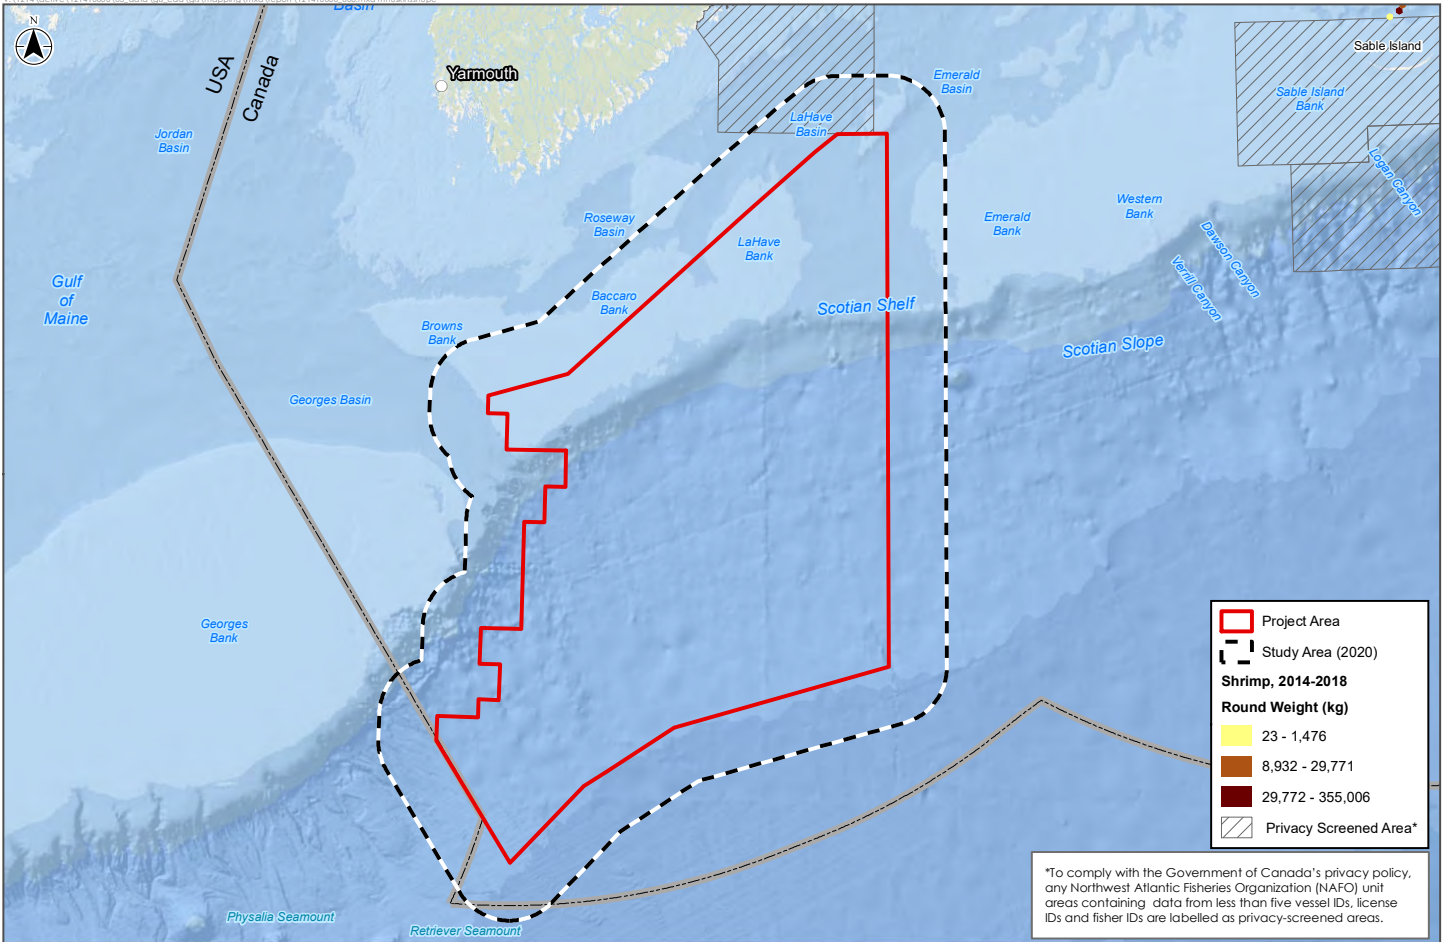 Basin
N
Sable Island
USA
Canada
Yarmouth
Emerald
Basin
Sable Island
Bank
LaHave
Basin
Jordan
Basin
Logan Canyon
Western
Bank
Roseway
Basin
Emerald
Bank
Dawson Canyon
LaHave
Bank
Verrill Canyon
Gulf
of
Maine
Baccaro
Bank
Scotian Shelf
Browns
Bank
Scotian Slope
Georges Basin
Georges
Bank
Project Area
Study Area (2020)
Shrimp, 2014-2018
Round Weight (kg)
23 - 1,476
8,932 - 29,771
29,772 - 355,006
Privacy Screened Area*
*To comply with the Government of Canada's privacy policy,
any Northwest Atlantic Fisheries Organization (NAFO) unit
areas containing data from less than five vessel IDs, license
IDs and fisher IDs are labelled as privacy-screened areas.
Physalia Seamount
Retriever Seamount